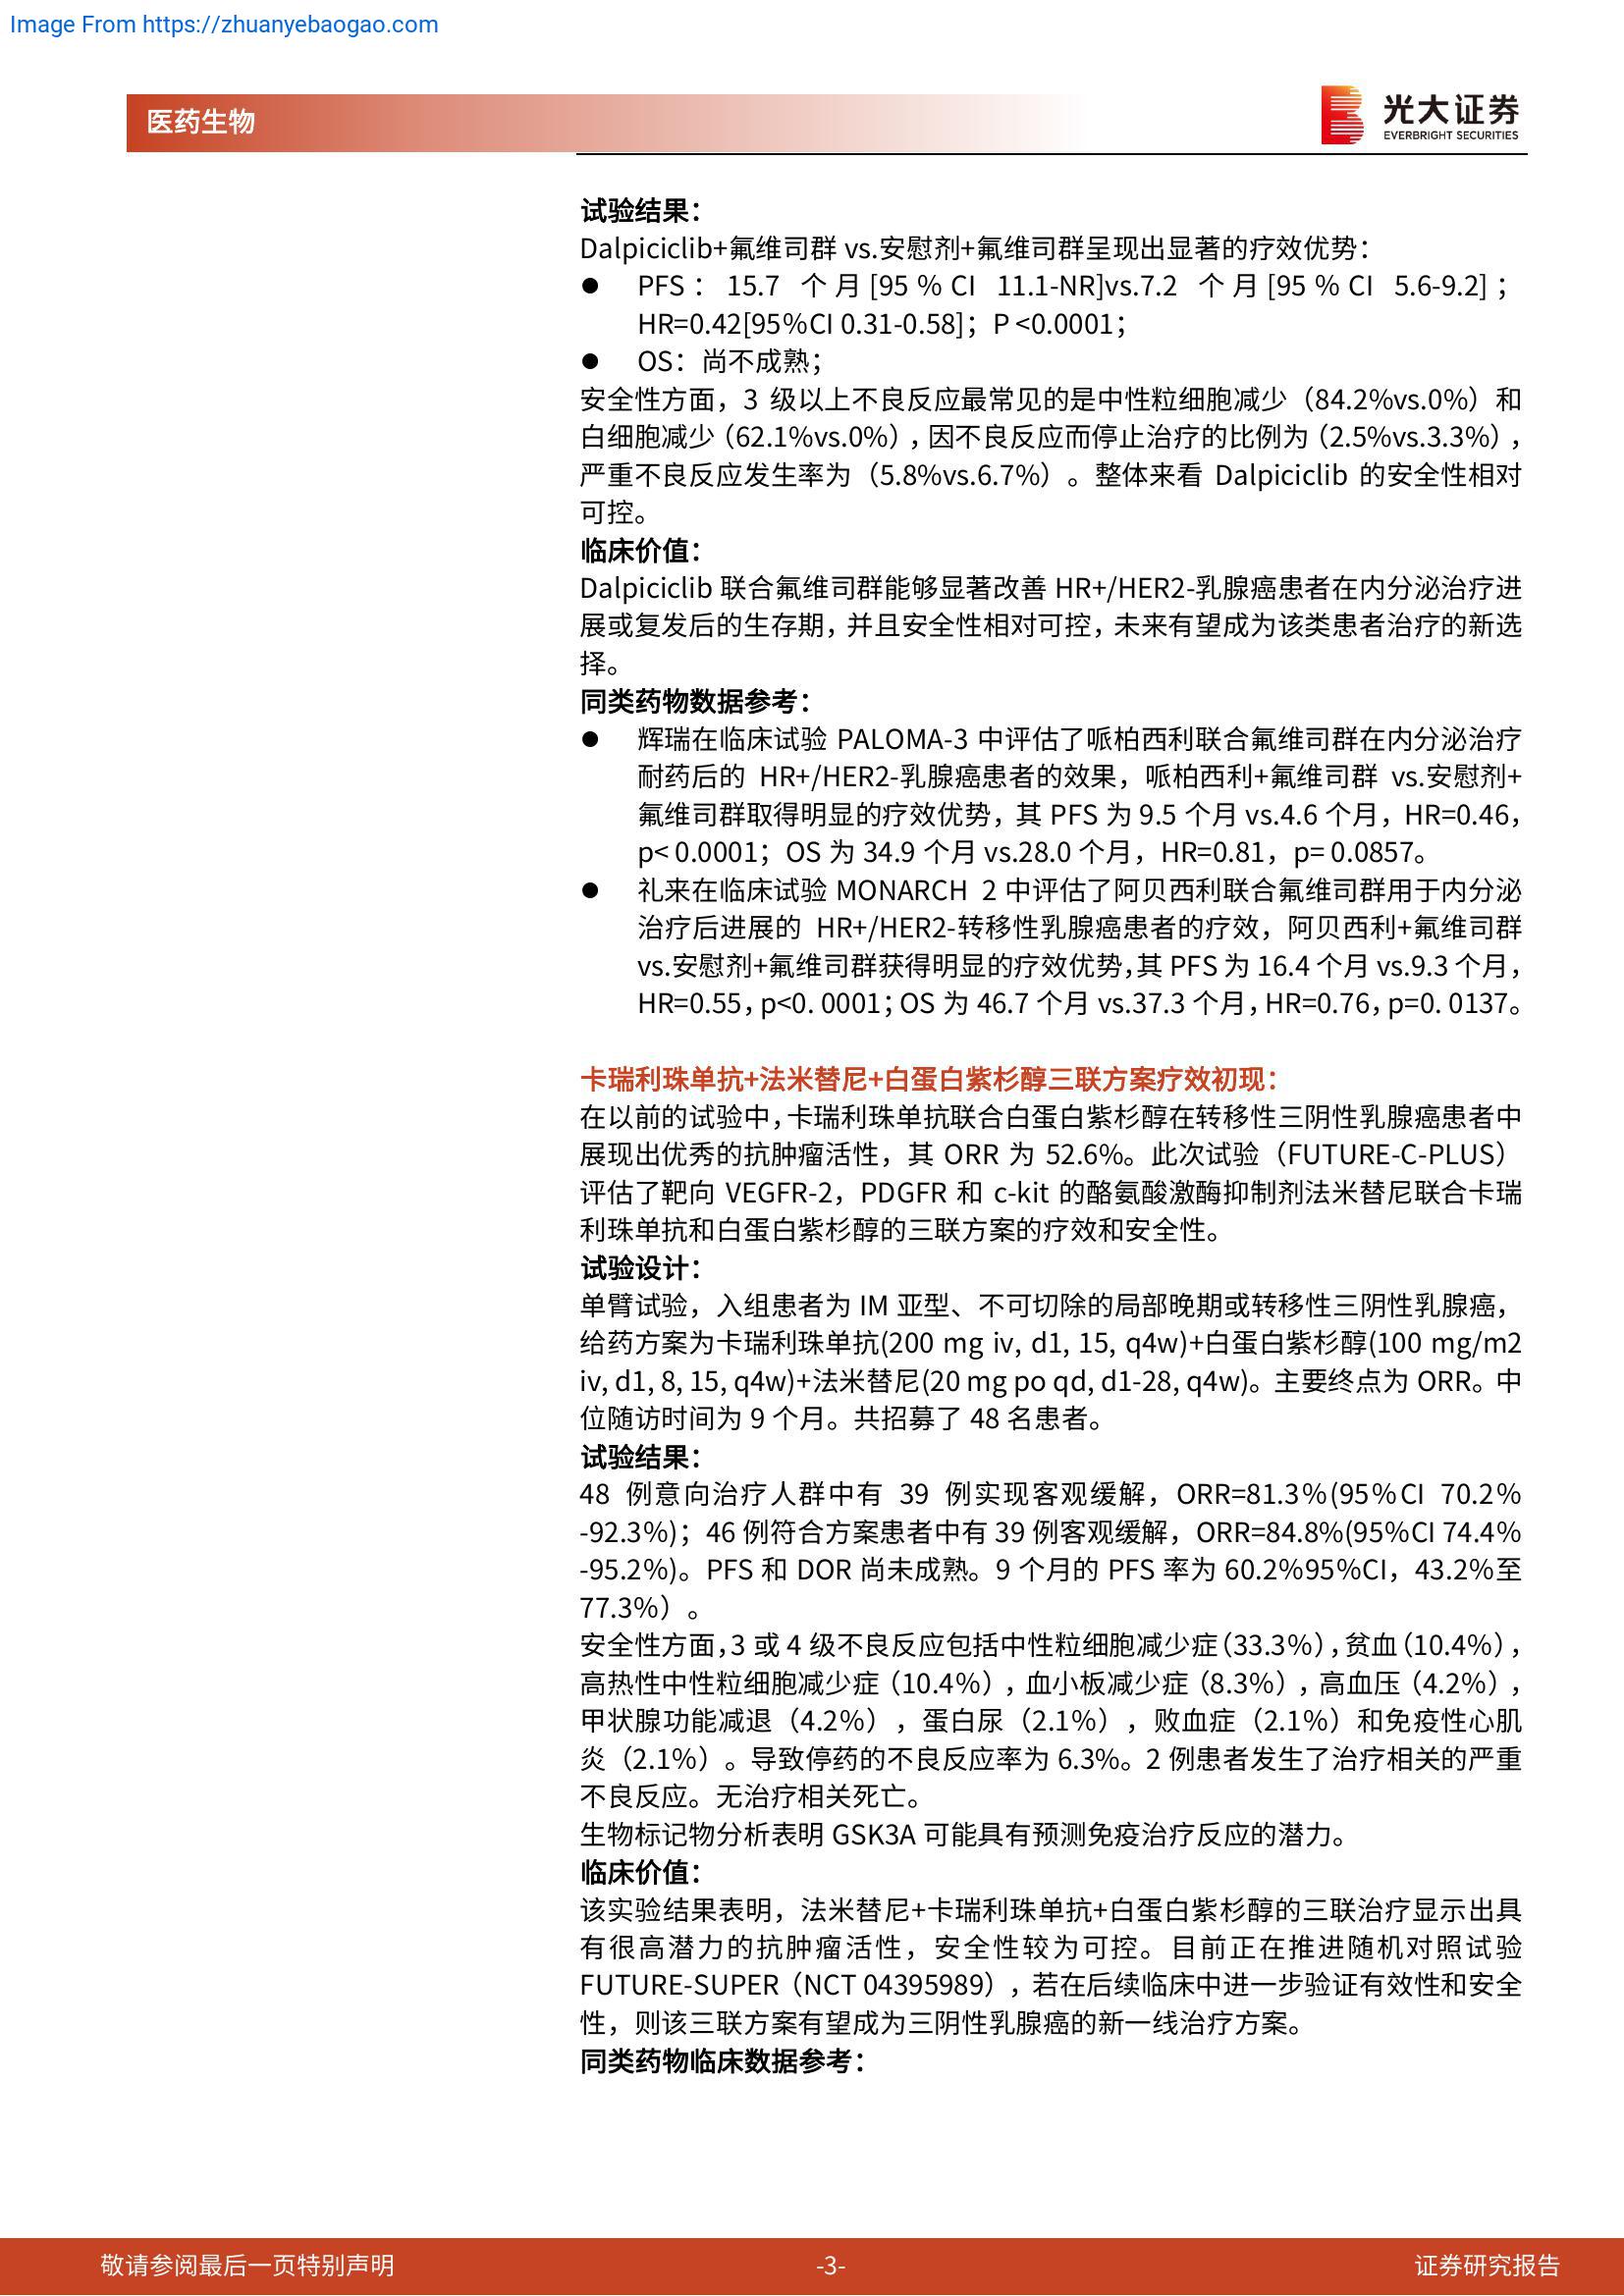 Image From https://zhuanyebaogao.com
医药生物
光大证券
EVERBRIGHT SECURITIES
试验结果：
Dalpiciclib+氟维司群 vs.安慰剂+氟维司群呈现出显著的疗效优势：
● PFS：15.7 个月[95％CI 11.1-NR]vs.7.2 个月[95％CI 5.6-9.2]；
HR=0.42[95%CI 0.31-0.58]；P <0.0001；
● OS：尚不成熟；
安全性方面，3 级以上不良反应最常见的是中性粒细胞减少（84.2%vs.0%）和
白细胞减少（62.1%vs.0%），因不良反应而停止治疗的比例为（2.5%vs.3.3%），
严重不良反应发生率为（5.8%vs.6.7%）。整体来看 Dalpiciclib 的安全性相对
可控。
临床价值：
Dalpiciclib 联合氟维司群能够显著改善 HR+/HER2-乳腺癌患者在内分泌治疗进
展或复发后的生存期，并且安全性相对可控，未来有望成为该类患者治疗的新选
择。
同类药物数据参考：
● 辉瑞在临床试验 PALOMA-3 中评估了哌柏西利联合氟维司群在内分泌治疗
耐药后的 HR+/HER2-乳腺癌患者的效果，哌柏西利+氟维司群 vs.安慰剂+
氟维司群取得明显的疗效优势，其 PFS 为 9.5 个月 vs.4.6 个月，HR=0.46，
p< 0.0001；OS 为 34.9 个月 vs.28.0 个月，HR=0.81，p= 0.0857。
● 礼来在临床试验 MONARCH 2 中评估了阿贝西利联合氟维司群用于内分泌
治疗后进展的 HR+/HER2-转移性乳腺癌患者的疗效，阿贝西利+氟维司群
vs.安慰剂+氟维司群获得明显的疗效优势，其 PFS 为 16.4 个月 vs.9.3 个月，
HR=0.55，p<0. 0001；OS 为 46.7 个月 vs.37.3 个月，HR=0.76，p=0. 0137。
卡瑞利珠单抗+法米替尼+白蛋白紫杉醇三联方案疗效初现：
在以前的试验中，卡瑞利珠单抗联合白蛋白紫杉醇在转移性三阴性乳腺癌患者中
展现出优秀的抗肿瘤活性，其 ORR 为 52.6%。此次试验（FUTURE-C-PLUS）
评估了靶向 VEGFR-2，PDGFR 和 c-kit 的酪氨酸激酶抑制剂法米替尼联合卡瑞
利珠单抗和白蛋白紫杉醇的三联方案的疗效和安全性。
试验设计：
单臂试验，入组患者为 IM 亚型、不可切除的局部晚期或转移性三阴性乳腺癌，
给药方案为卡瑞利珠单抗(200 mg iv, d1, 15, q4w)+白蛋白紫杉醇(100 mg/m2
iv, d1, 8, 15, q4w)+法米替尼(20 mg po qd, d1-28, q4w)。主要终点为 ORR。中
位随访时间为 9 个月。共招募了 48 名患者。
试验结果：
48 例意向治疗人群中有 39 例实现客观缓解，ORR=81.3%(95%CI 70.2%
-92.3%)；46 例符合方案患者中有 39 例客观缓解，ORR=84.8%(95%CI 74.4%
-95.2%)。PFS 和 DOR 尚未成熟。9 个月的 PFS 率为 60.2%95%CI，43.2%至
77.3%）。
安全性方面，3 或 4 级不良反应包括中性粒细胞减少症（33.3%），贫血（10.4%），
高热性中性粒细胞减少症（10.4%），血小板减少症（8.3%），高血压（4.2%），
甲状腺功能减退（4.2%），蛋白尿（2.1%），败血症（2.1%）和免疫性心肌
炎（2.1%）。导致停药的不良反应率为 6.3%。2 例患者发生了治疗相关的严重
不良反应。无治疗相关死亡。
生物标记物分析表明 GSK3A 可能具有预测免疫治疗反应的潜力。
临床价值：
该实验结果表明，法米替尼+卡瑞利珠单抗+白蛋白紫杉醇的三联治疗显示出具
有很高潜力的抗肿瘤活性，安全性较为可控。目前正在推进随机对照试验
FUTURE-SUPER（NCT 04395989），若在后续临床中进一步验证有效性和安全
性，则该三联方案有望成为三阴性乳腺癌的新一线治疗方案。
同类药物临床数据参考：
敬请参阅最后一页特别声明
-3-
证券研究报告